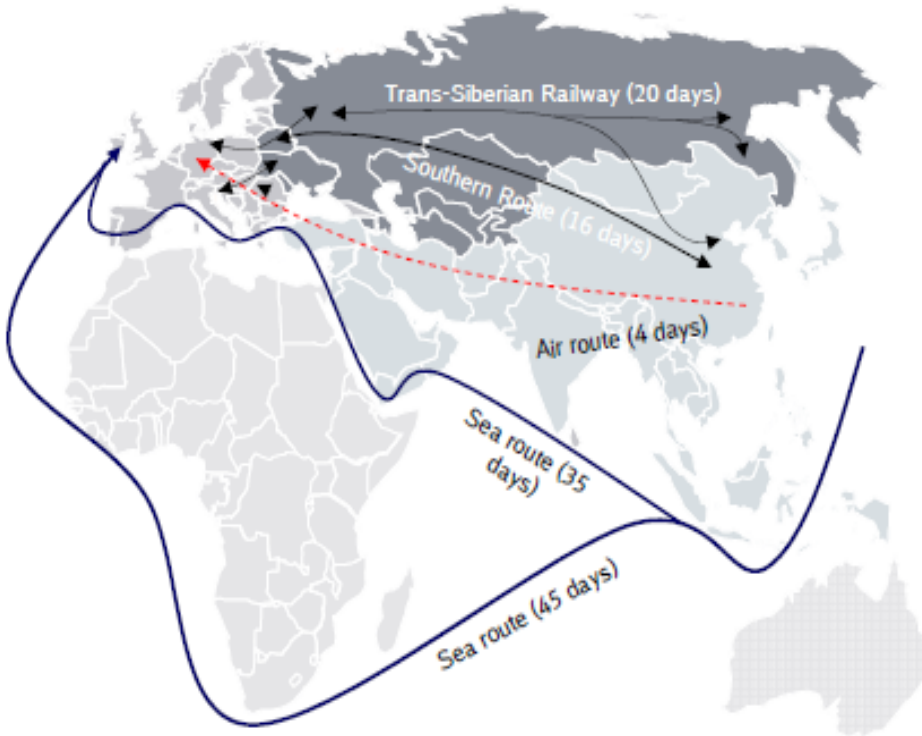 Trans-Siberian Railway (20 days)
Southern Route (16 days)
Air route (4 days)
Sea route (35
days)
Sea route (45 days)